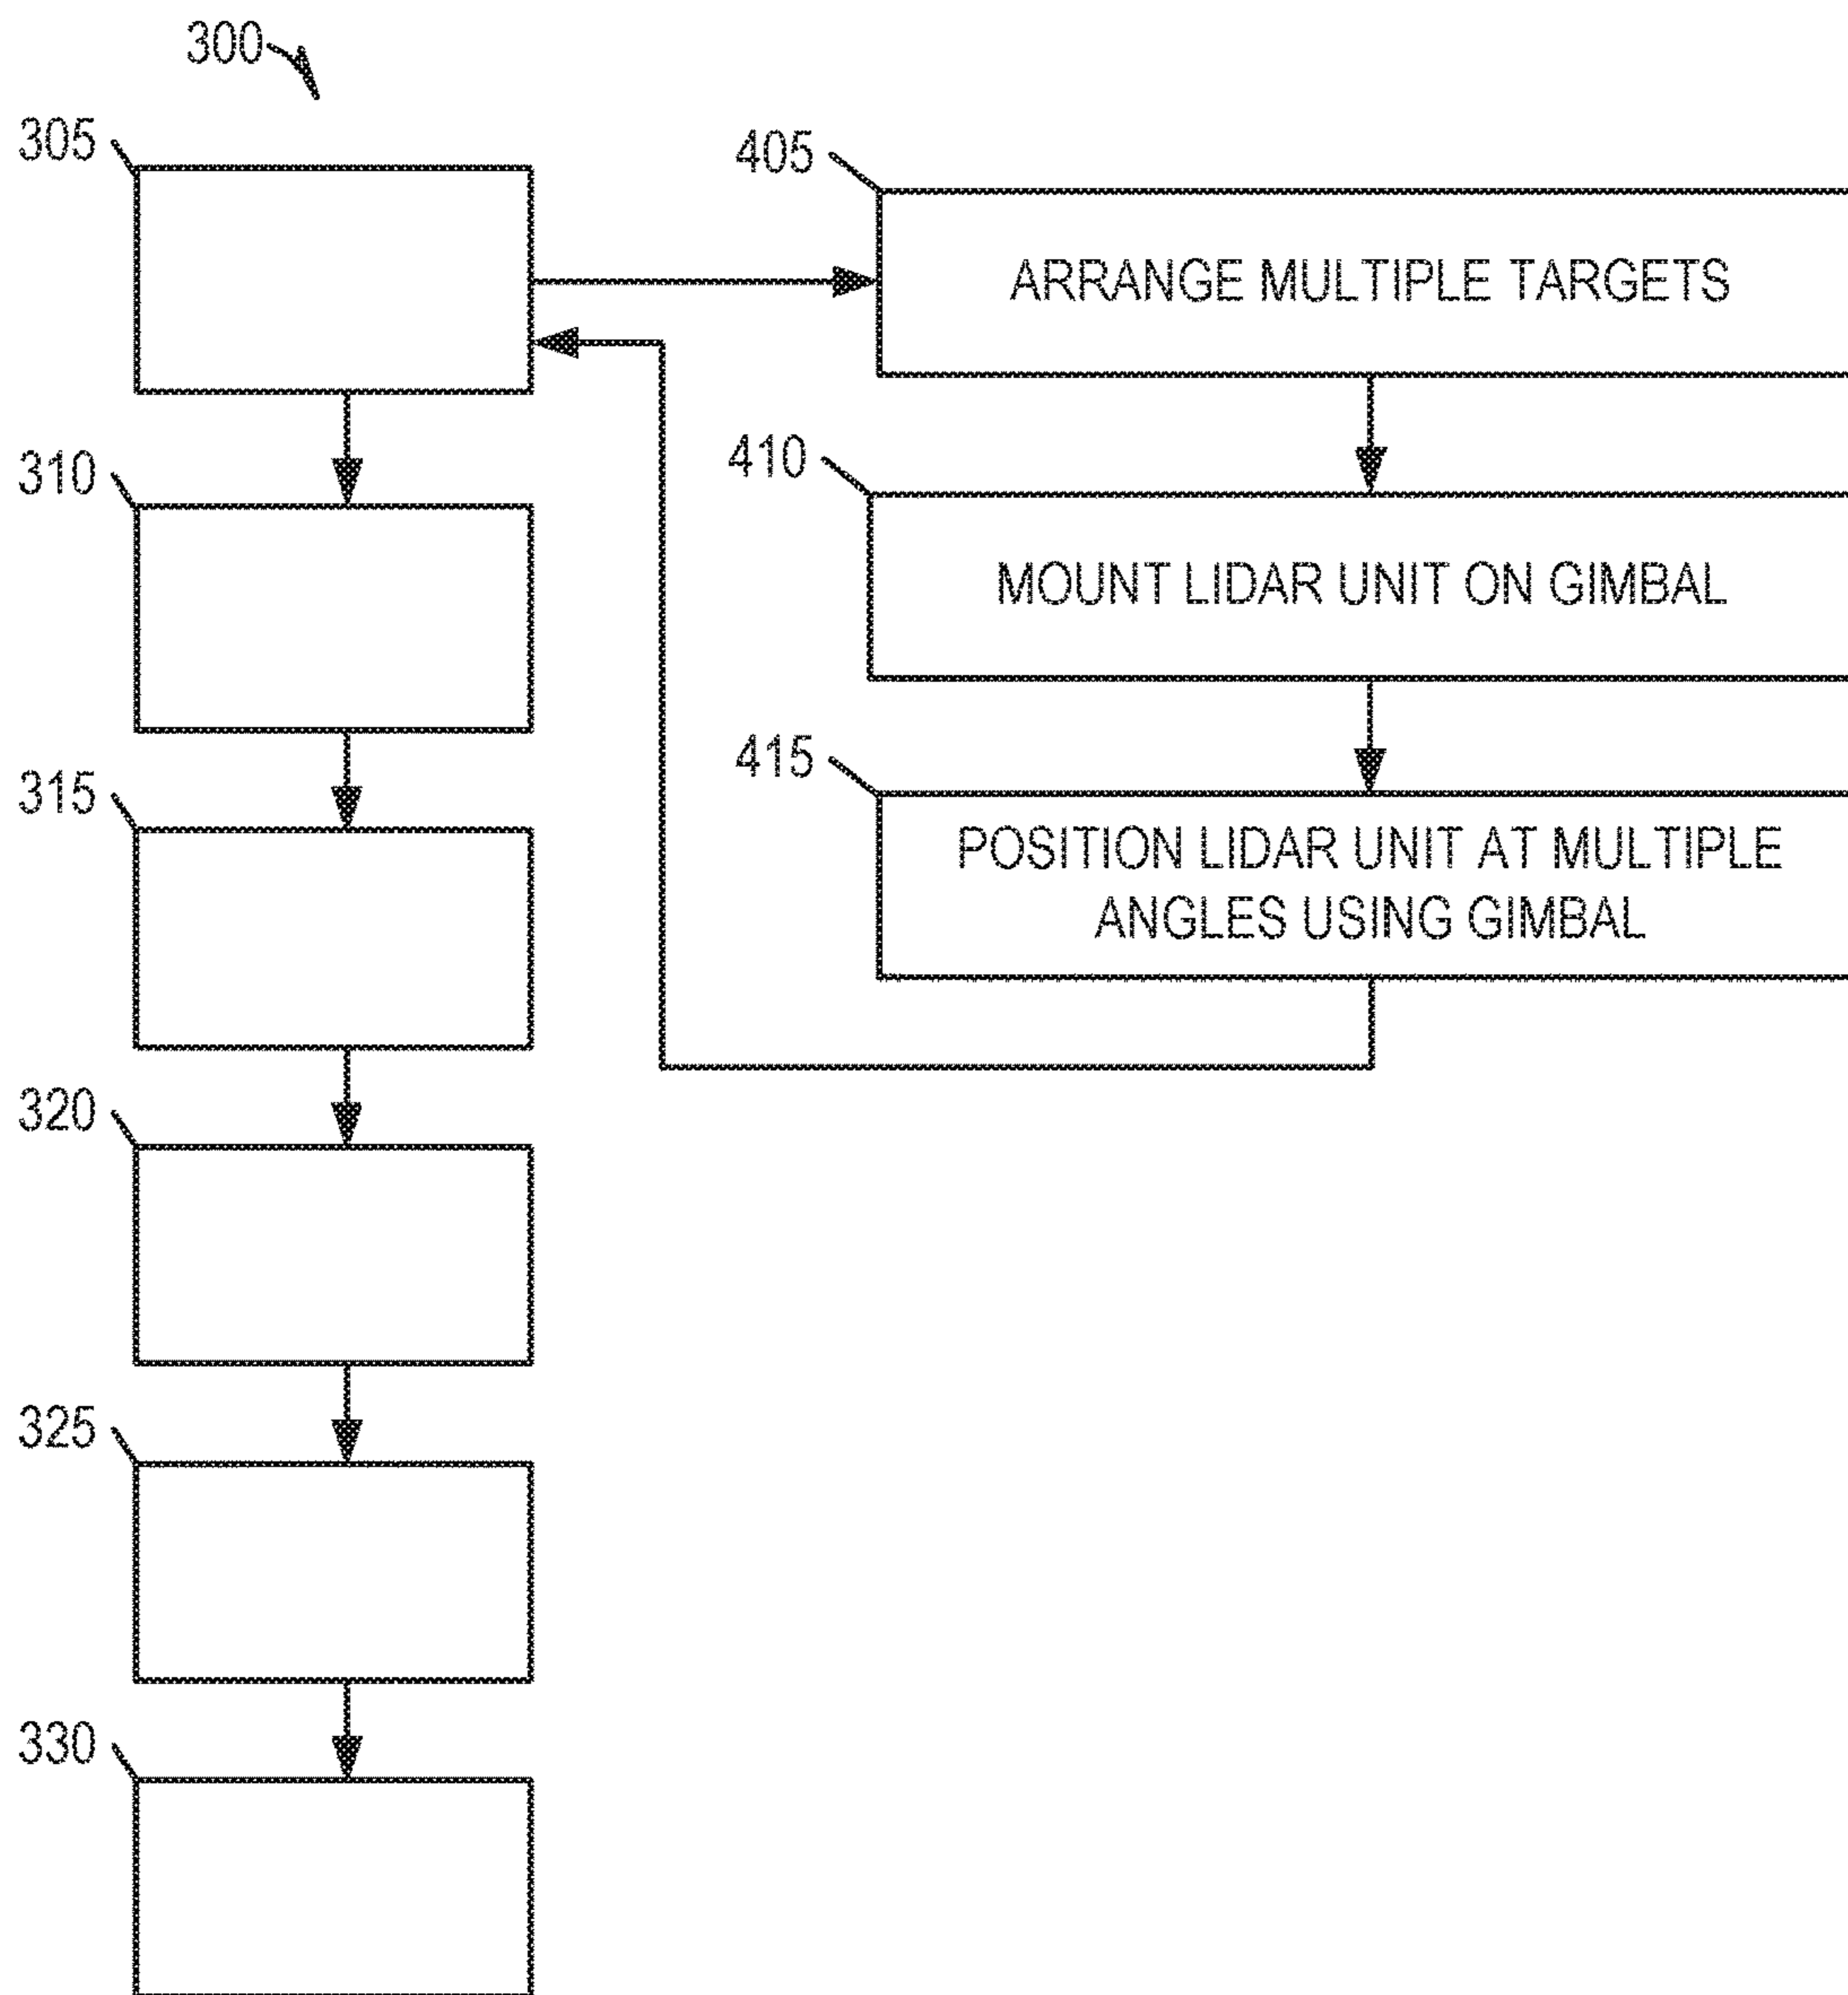 300
305
405
ARRANGE MULTIPLE TARGETS
310
410
MOUNT LIDAR UNIT ON GIMBAL
315
415
POSITION LIDAR UNIT AT MULTIPLE
ANGLES USING GIMBAL
320
325
330